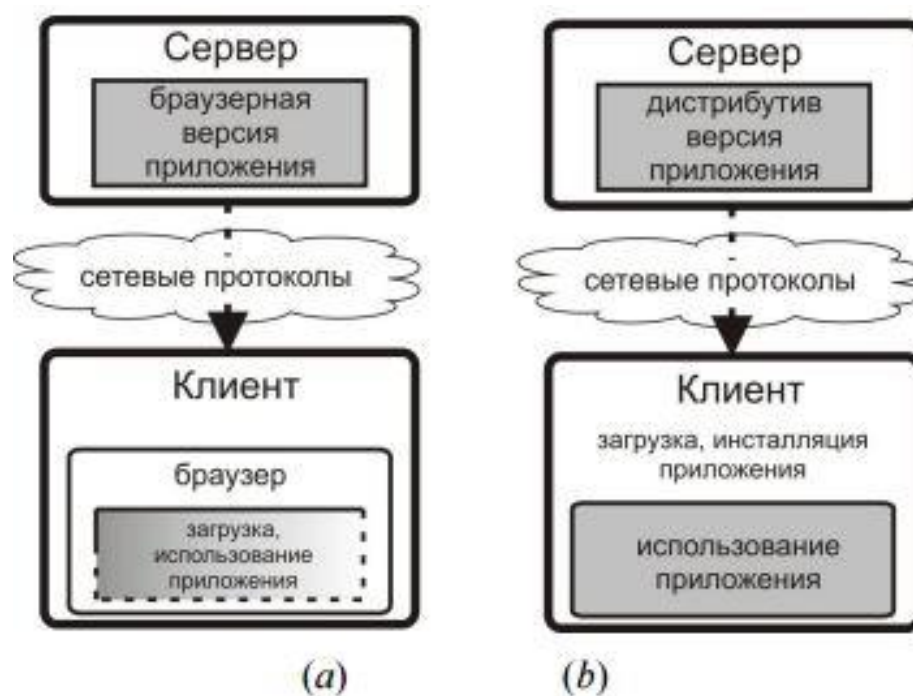 Сервер
браузерная
версия
приложения
сетевые протоколы
Клиент
браузер
загрузка,
использование
приложения
(a)
Сервер
дистрибутив
версия
приложения
сетевые протоколы
Клиент
загрузка, инсталляция
приложения
использование
приложения
(b)